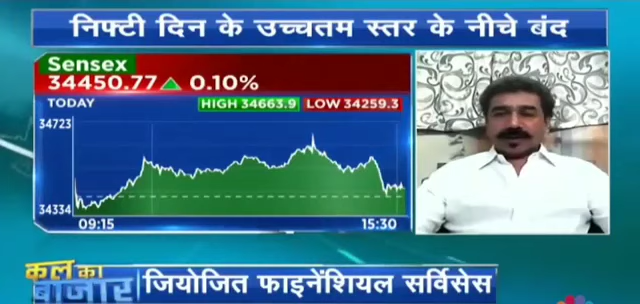 निफ्टी दिन के उच्चतम स्तर के नीचे बंद
Sensex
34450.77 0.10%
TODAY HIGH 34663.9 LOW 34259.3
34723
34334
09:15 15:30
कल का
बाज़ार
जियोजित फाइनेंशियल सर्विसेस